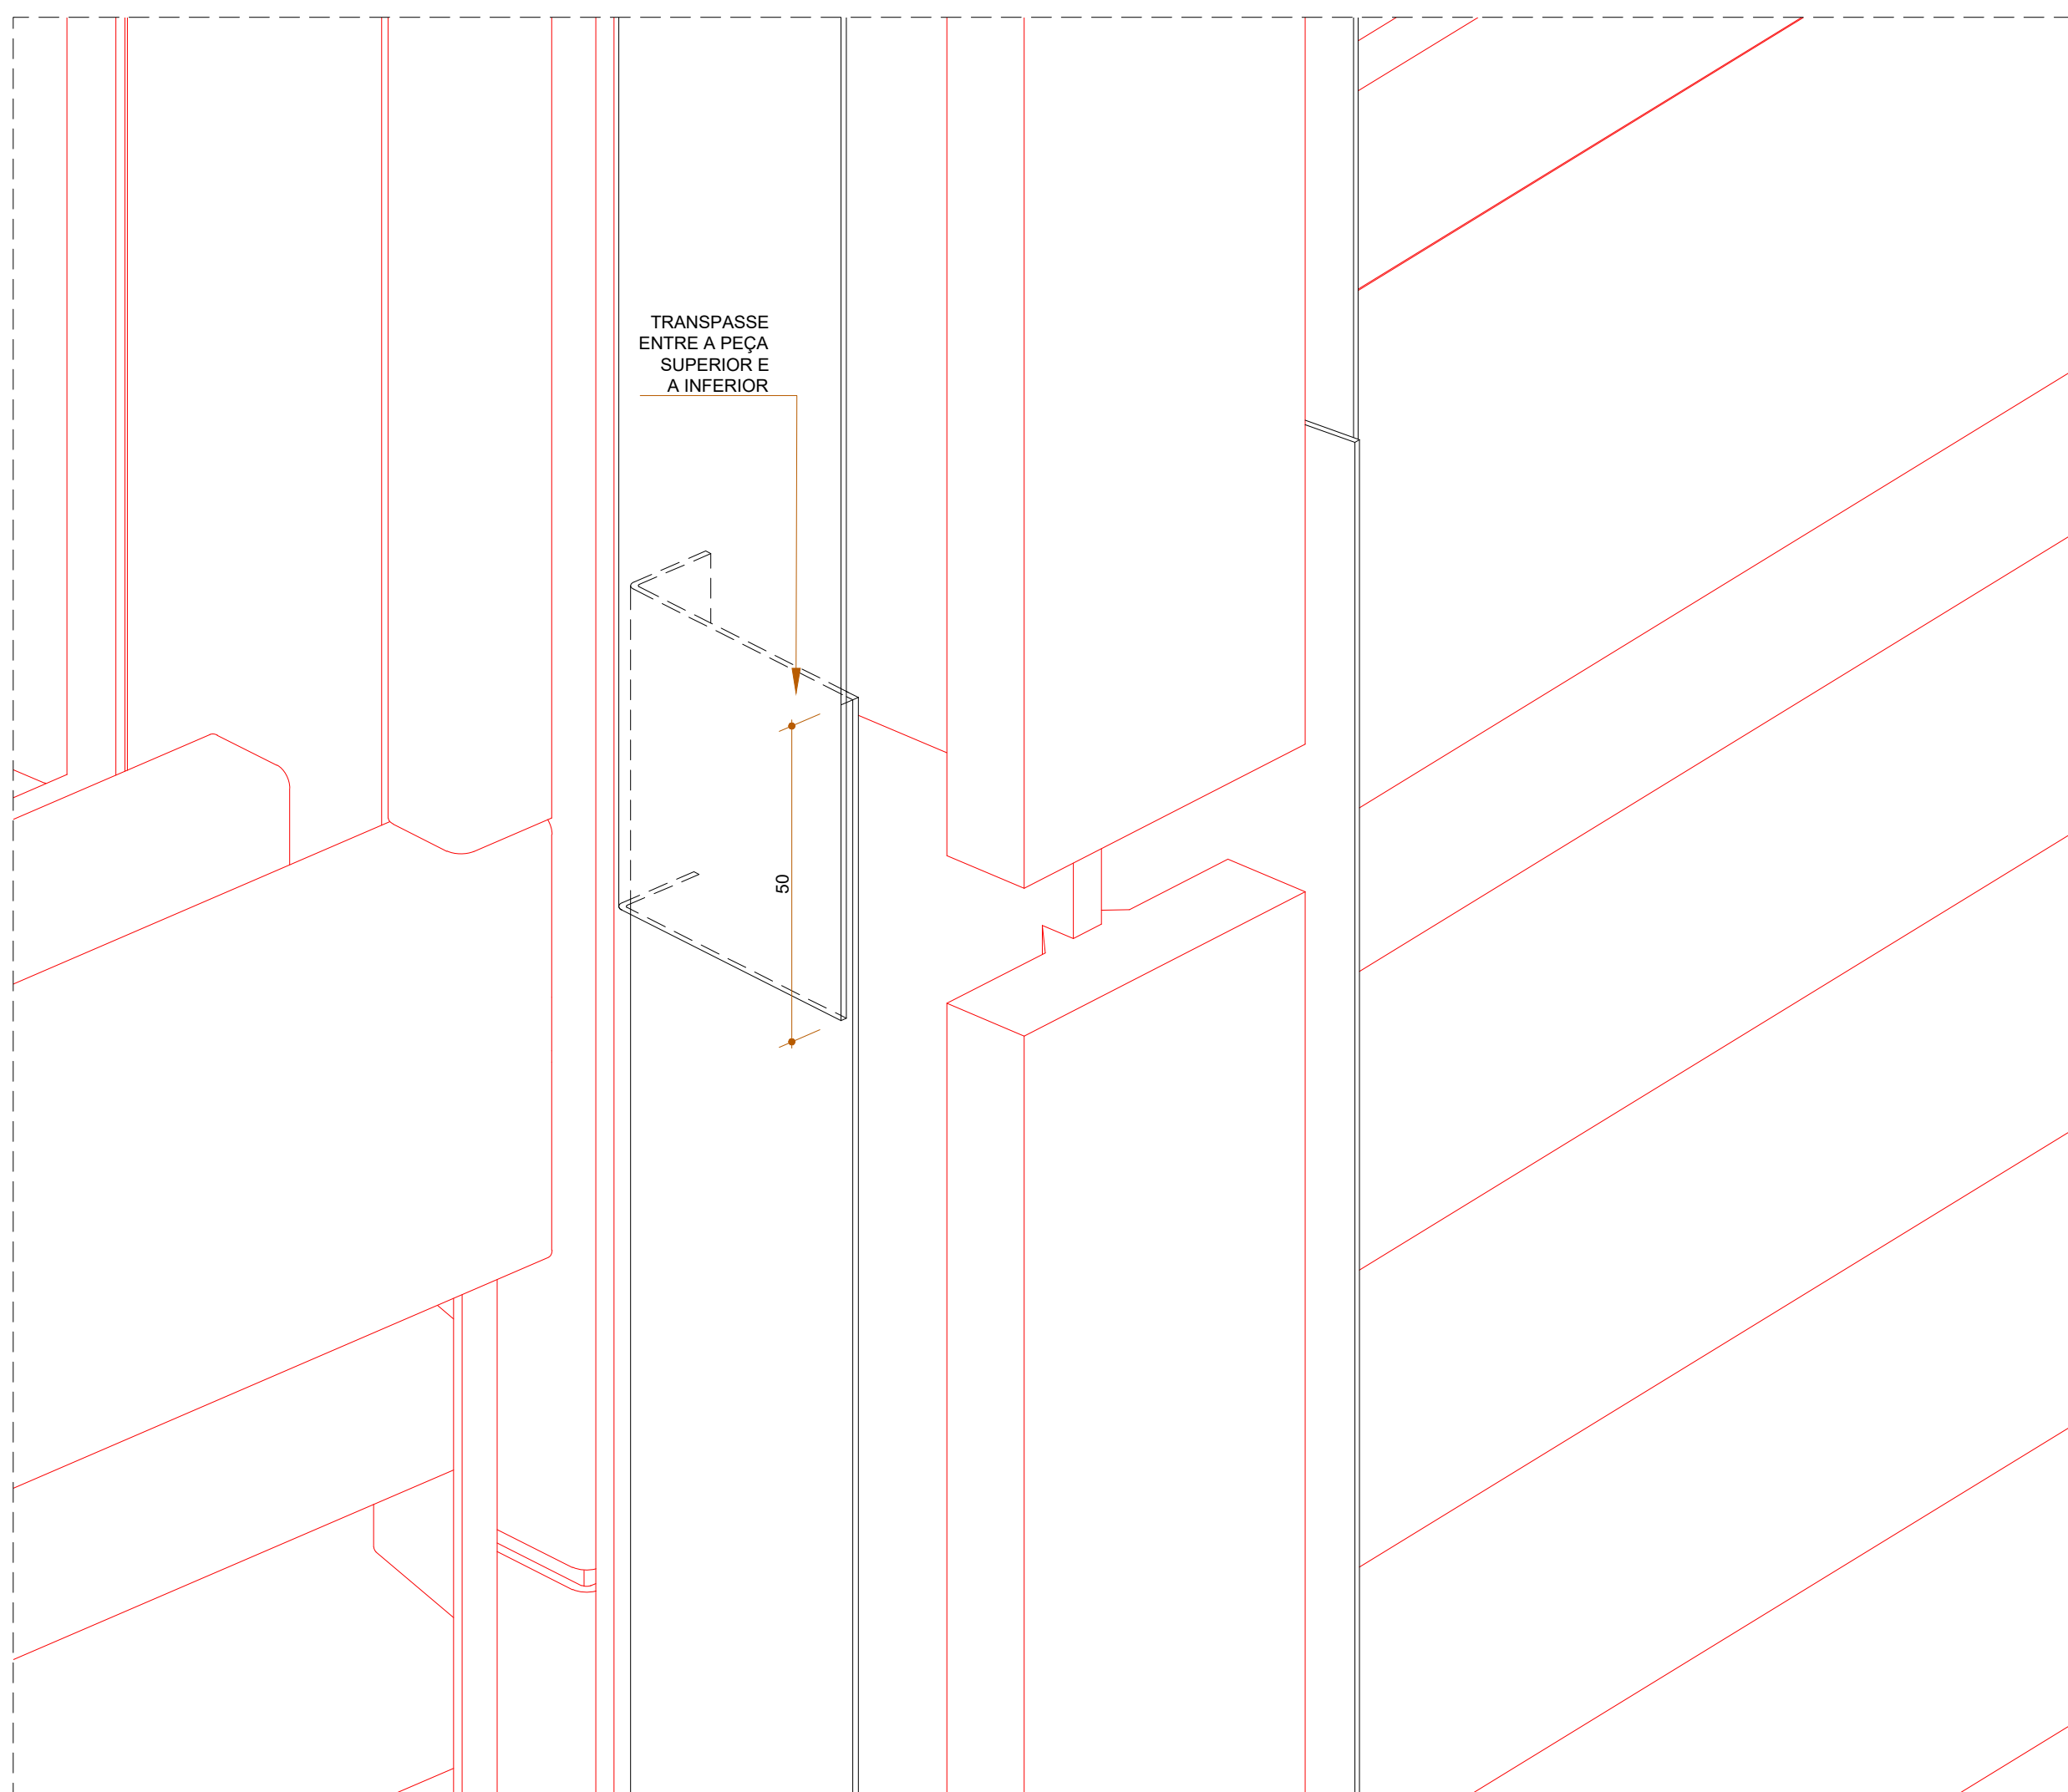 TRANSPASSE
ENTRE A PEÇA
SUPERIOR E
A INFERIOR
50